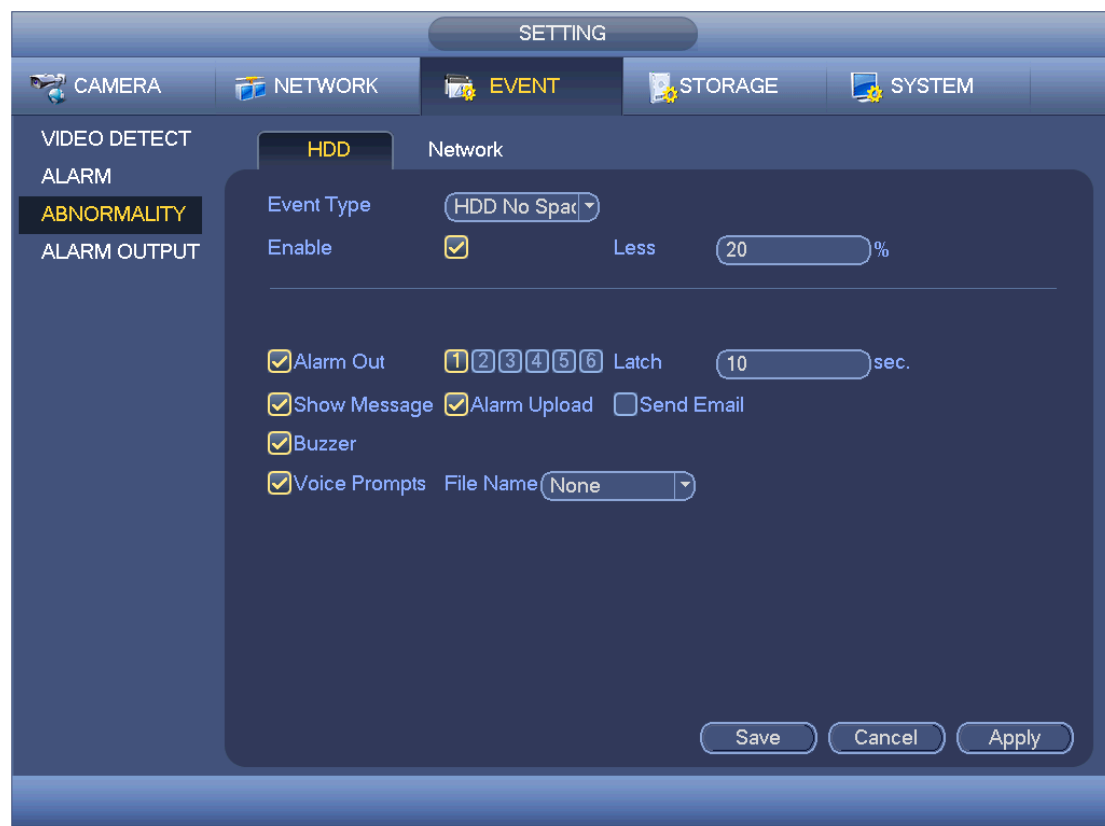 SETTING
CAMERA NETWORK EVENT STORAGE SYSTEM
VIDEO DETECT
ALARM
ABNORMALITY
ALARM OUTPUT
HDD Network
Event Type HDD No Spac
Enable Less 20 %
Alarm Out 1 2 3 4 5 6 Latch 10 sec.
Show Message Alarm Upload Send Email
Buzzer
Voice Prompts File Name None
Save Cancel Apply